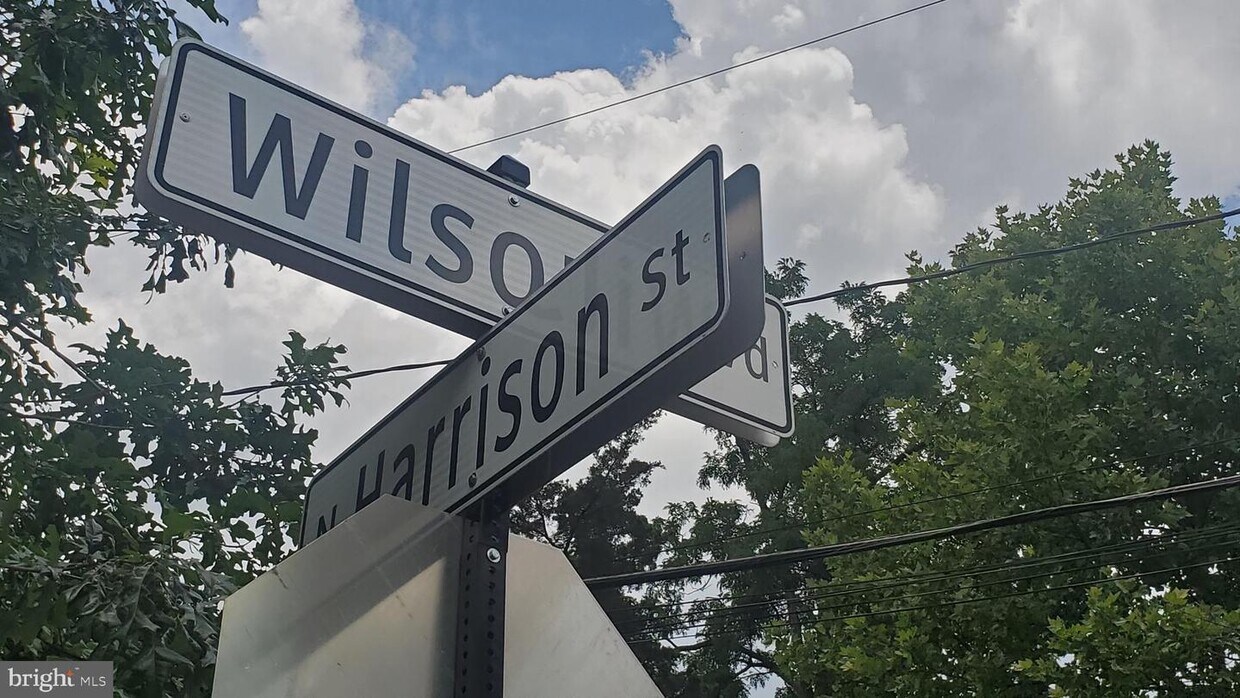 Wilso
N Harrison St
d
bright MLS